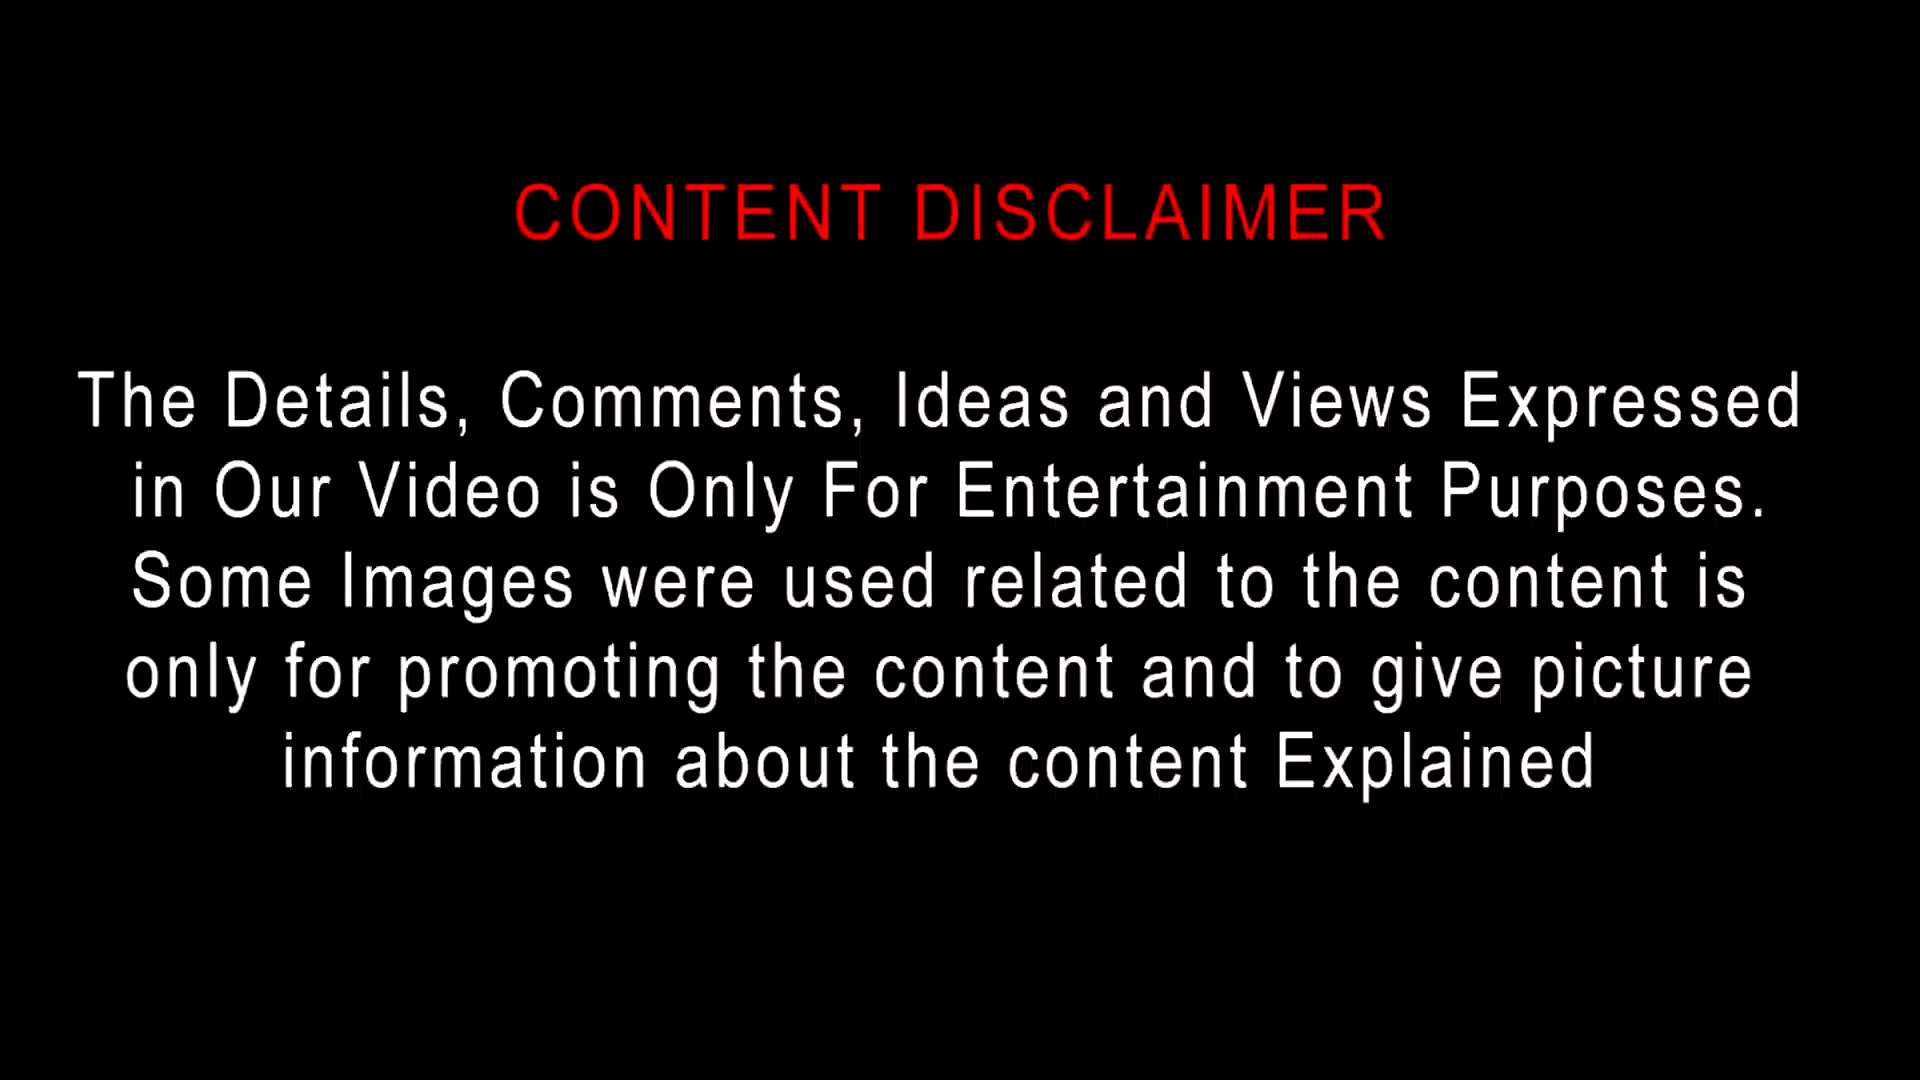 CONTENT DISCLAIMER
The Details, Comments, Ideas and Views Expressed
in Our Video is Only For Entertainment Purposes.
Some Images were used related to the content is
only for promoting the content and to give picture
information about the content Explained